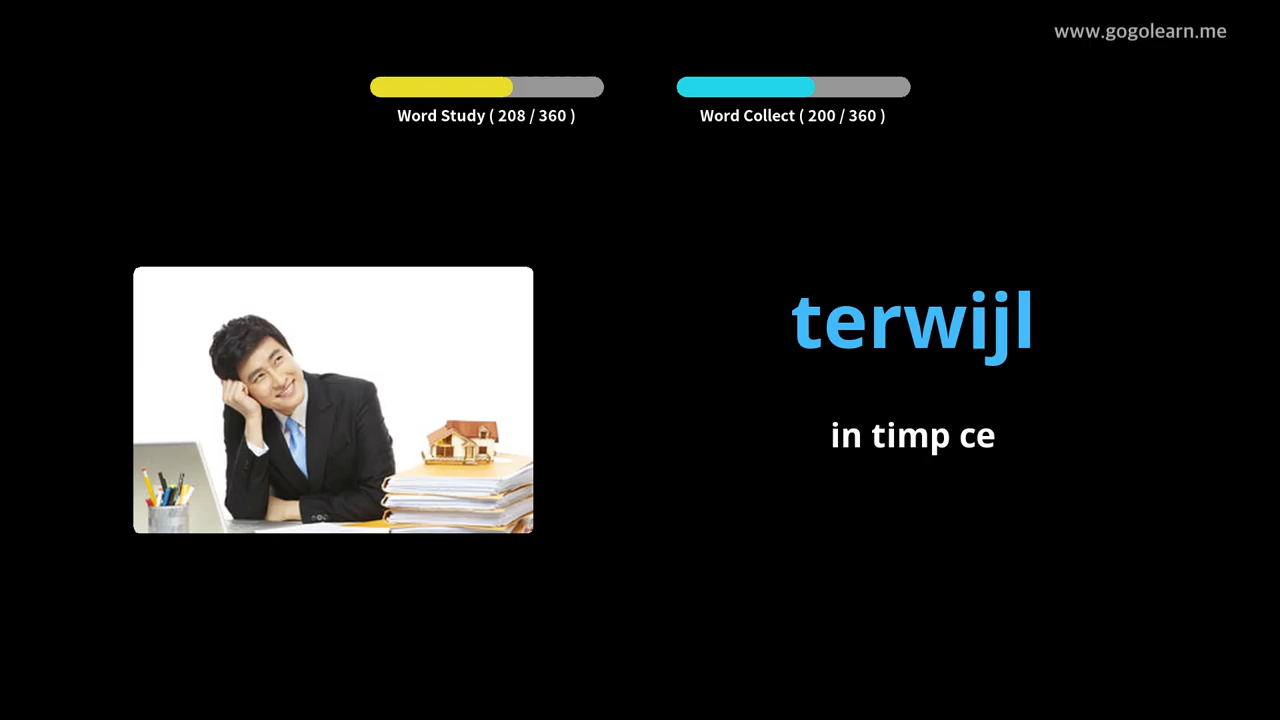 www.gogolearn.me
Word Study ( 208 / 360 )
Word Collect ( 200 / 360 )
terwijl
in timp ce